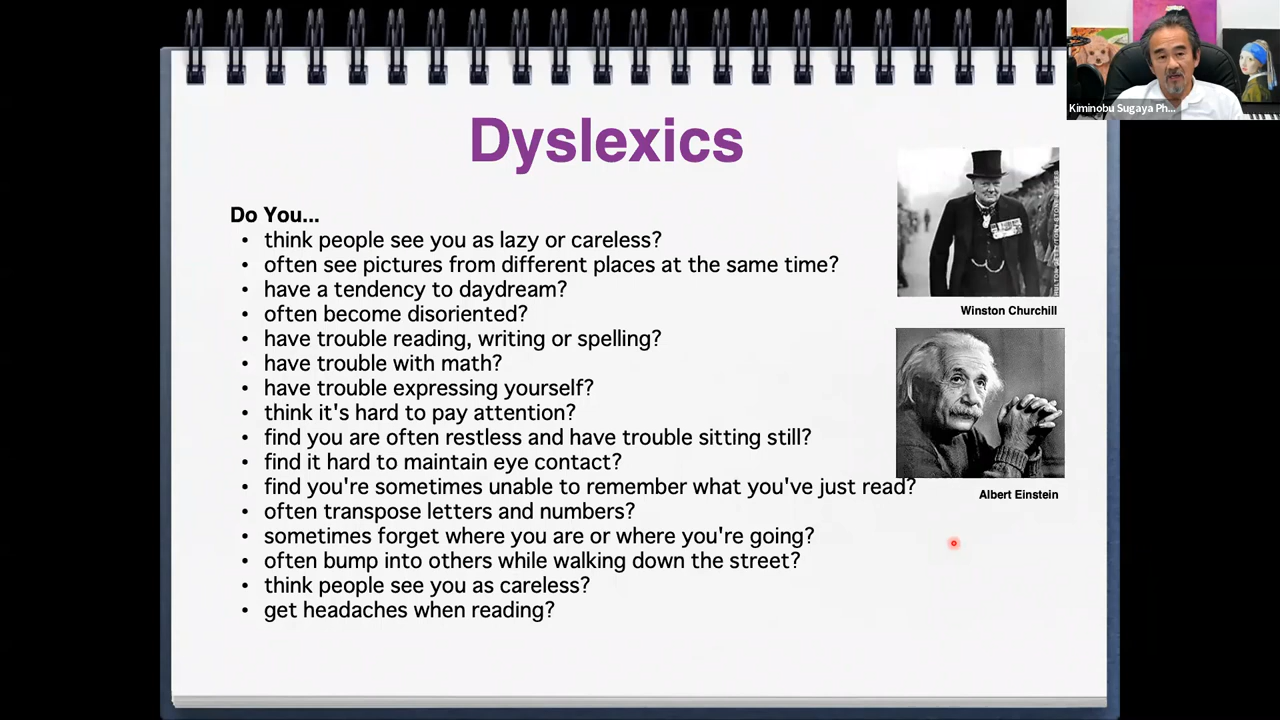 Dyslexics
Do You...
• think people see you as lazy or careless?
• often see pictures from different places at the same time?
• have a tendency to daydream?
• often become disoriented?
• have trouble reading, writing or spelling?
• have trouble with math?
• have trouble expressing yourself?
• think it's hard to pay attention?
• find you are often restless and have trouble sitting still?
• find it hard to maintain eye contact?
• find you're sometimes unable to remember what you've just read?
• often transpose letters and numbers?
• sometimes forget where you are or where you're going?
• often bump into others while walking down the street?
• think people see you as careless?
• get headaches when reading?
Winston Churchill
Albert Einstein
Kiminobu Sugaya Ph...